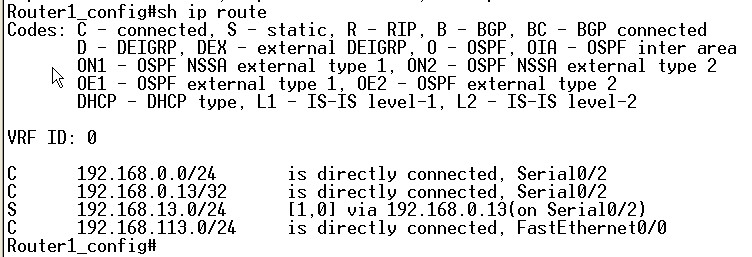 Router1_config#sh ip route
Codes: C - connected, S - static, R - RIP, B - BGP, BC - BGP connected
D - DEIGRP, DEX - external DEIGRP, O - OSPF, OIA - OSPF inter area
ON1 - OSPF NSSA external type 1, ON2 - OSPF NSSA external type 2
OE1 - OSPF external type 1, OE2 - OSPF external type 2
DHCP - DHCP type, L1 - IS-IS level-1, L2 - IS-IS level-2
VRF ID: 0
C 192.168.0.0/24 is directly connected, Serial0/2
C 192.168.0.13/32 is directly connected, Serial0/2
S 192.168.13.0/24 [1,0] via 192.168.0.13(on Serial0/2)
C 192.168.113.0/24 is directly connected, FastEthernet0/0
Router1_config#